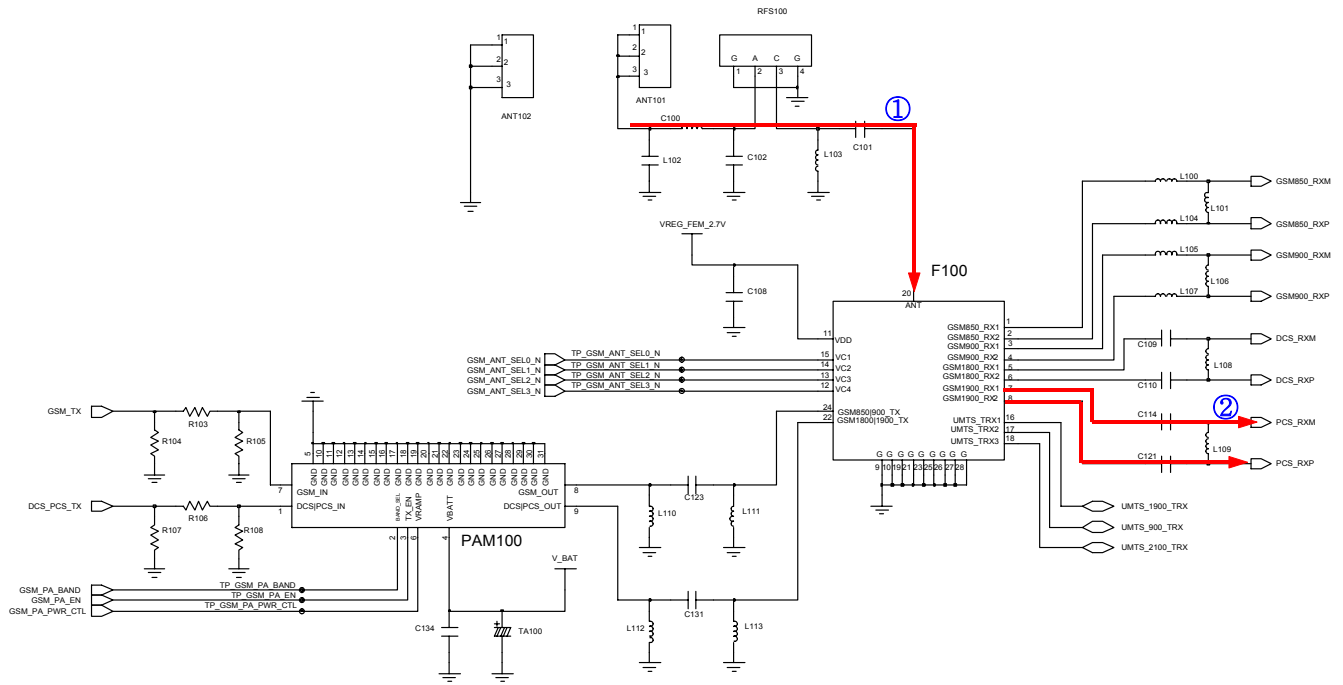 RFS100
1 1
2 2
3 3
ANT102
1 1
2 2
3 3
ANT101
G A C G
1 2 3 4
①
C100
C101
L102
C102
L103
VREG_FEM_2.7V
C108
F100
20
ANT
L100
GSM850_RXM
L101
L104
GSM850_RXP
L105
GSM900_RXM
L106
L107
GSM900_RXP
C109
DCS_RXM
L108
C110
DCS_RXP
②
C114
PCS_RXM
L109
C121
PCS_RXP
GSM850_RX1 1
GSM850_RX2 2
GSM900_RX1 3
GSM900_RX2 4
GSM1800_RX1 5
GSM1800_RX2 6
GSM1900_RX1 7
GSM1900_RX2 8
UMTS_TRX1 16
UMTS_TRX2 17
UMTS_TRX3 18
11 VDD
15 VC1
14 VC2
13 VC3
12 VC4
24 GSM850|900_TX
22 GSM1800|1900_TX
G G G G G G G G G
9 10 19 21 23 25 26 27 28
GSM_ANT_SEL0_N TP_GSM_ANT_SEL0_N
GSM_ANT_SEL1_N TP_GSM_ANT_SEL1_N
GSM_ANT_SEL2_N TP_GSM_ANT_SEL2_N
GSM_ANT_SEL3_N TP_GSM_ANT_SEL3_N
UMTS_1900_TRX
UMTS_900_TRX
UMTS_2100_TRX
GSM_TX
R103
R104
R105
DCS_PCS_TX
R106
R107
R108
5 10 11 12 13 14 15 16 17 18 19 20 21 22 23 24 25 26 27 28 29 30 31
GND GND GND GND GND GND GND GND GND GND GND GND GND GND GND GND GND GND GND GND GND GND GND
7 GSM_IN
1 DCS|PCS_IN
BAND_SEL
TX_EN
VRAMP
VBATT
GSM_OUT 8
DCS|PCS_OUT 9
2 3 6 4
PAM100
C123
L110
L111
V_BAT
C131
L112
L113
C134
TA100
+
GSM_PA_BAND TP_GSM_PA_BAND
GSM_PA_EN TP_GSM_PA_EN
GSM_PA_PWR_CTL TP_GSM_PA_PWR_CTL